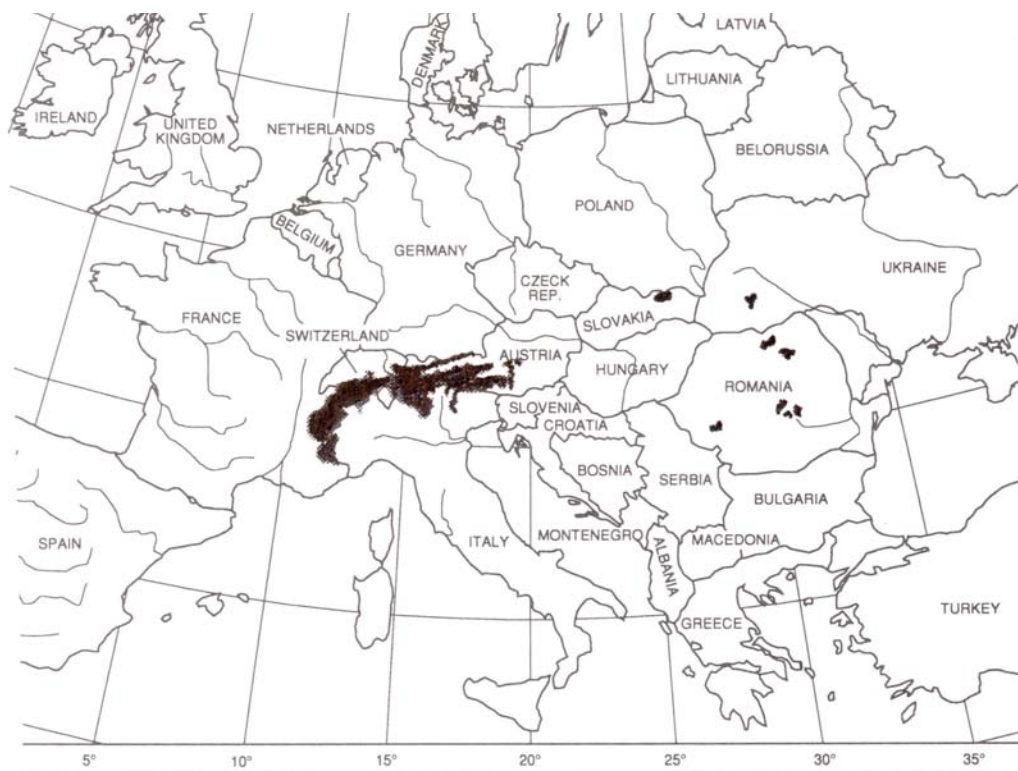 LATVIA
DENMARK
LITHUANIA
IRELAND
UNITED
KINGDOM
NETHERLANDS
BELORUSSIA
POLAND
BELGIUM
GERMANY
UKRAINE
CZECK
REP.
FRANCE
SLOVAKIA
SWITZERLAND
AUSTRIA
HUNGARY
ROMANIA
SLOVENIA
CROATIA
BOSNIA
SERBIA
BULGARIA
SPAIN
ITALY
MONTENEGRO
MACEDONIA
ALBANIA
TURKEY
GREECE
5° 10° 15° 20° 25° 30° 35°